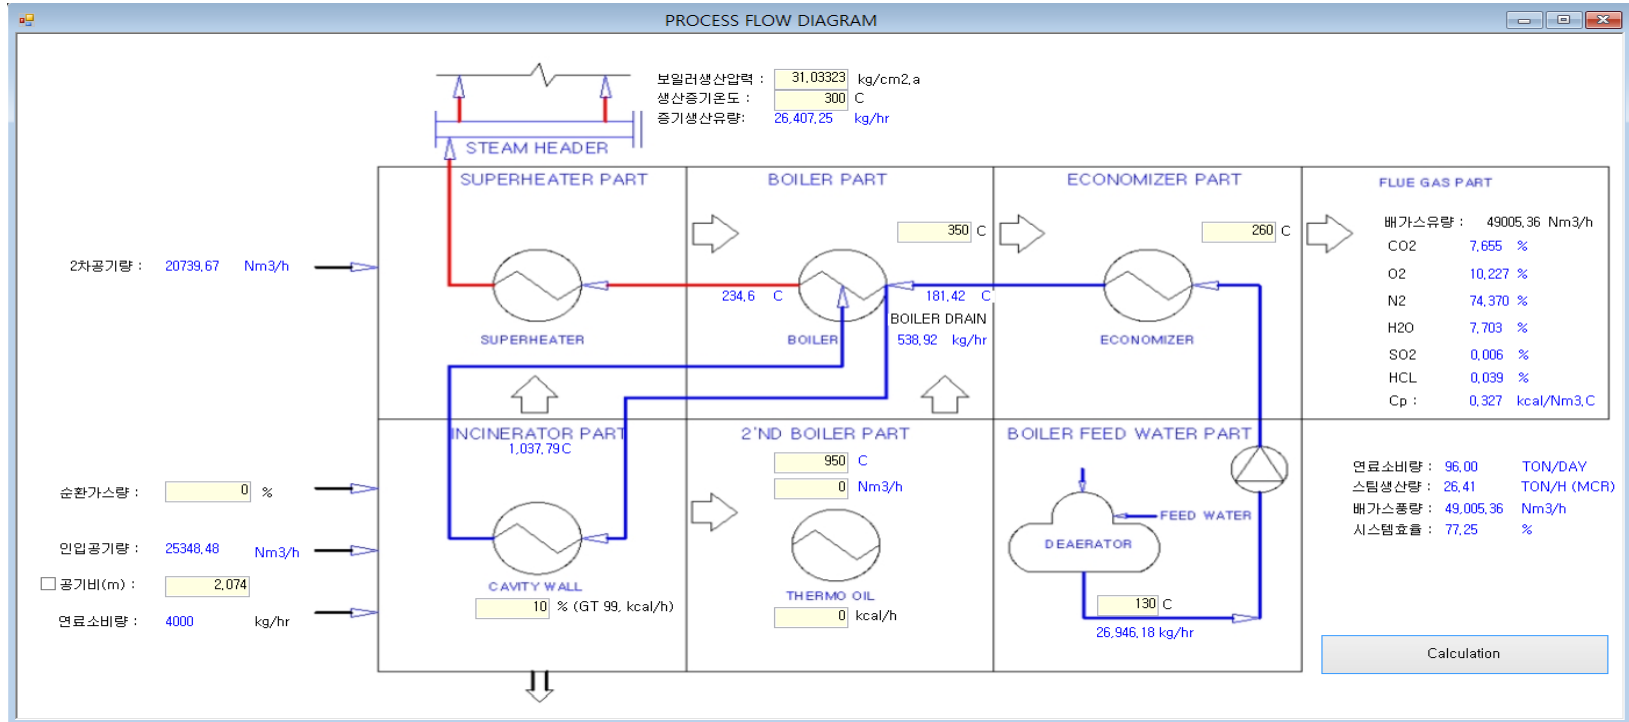 PROCESS FLOW DIAGRAM
보일러생산압력 : 31,03323 kg/cm2,a
생산증기온도 : 300 C
증기생산유량: 26,407,25 kg/hr
STEAM HEADER
SUPERHEATER PART
BOILER PART
ECONOMIZER PART
FLUE GAS PART
350 C
260 C
배가스유량 : 49005,36 Nm3/h
CO2 7,655 %
O2 10,227 %
N2 74,370 %
H2O 7,703 %
SO2 0,006 %
HCL 0,039 %
Cp : 0,327 kcal/Nm3,C
2차공기량 : 20739,67 Nm3/h
234,6 C
181,42 C
BOILER DRAIN
538,92 kg/hr
SUPERHEATER
BOILER
ECONOMIZER
INCINERATOR PART
1,037,79 C
2'ND BOILER PART
BOILER FEED WATER PART
950 C
0 Nm3/h
연료소비량 : 96,00 TON/DAY
스팀생산량 : 26,41 TON/H (MCR)
배가스풍량 : 49,005,36 Nm3/h
시스템효율 : 77,25 %
순환가스량 : 0 %
FEED WATER
DEAERATOR
인입공기량 : 25348,48 Nm3/h
공기비(m) : 2,074
CAVITY WALL
10 % (GT 99, kcal/h)
THERMO OIL
0 kcal/h
130 C
26,946,18 kg/hr
연료소비량 : 4000 kg/hr
Calculation